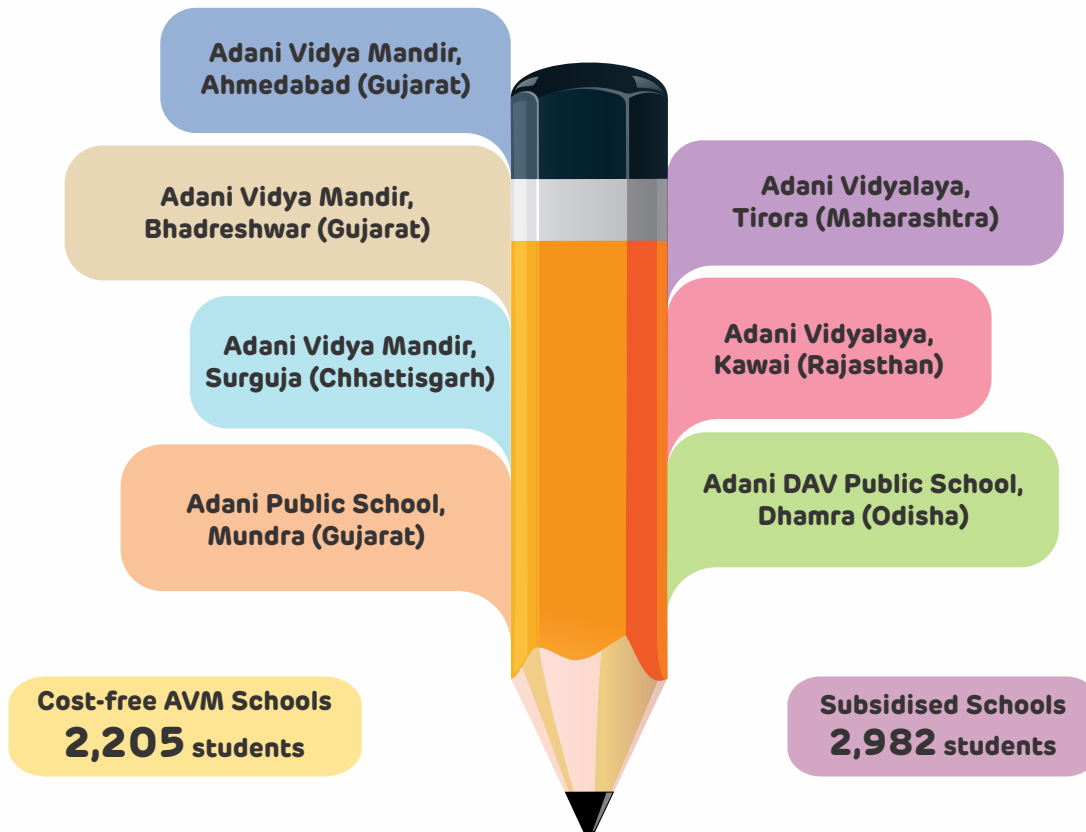 Adani Vidya Mandir,
Ahmedabad (Gujarat)
Adani Vidya Mandir,
Bhadreshwar (Gujarat)
Adani Vidya Mandir,
Surguja (Chhattisgarh)
Adani Public School,
Mundra (Gujarat)
Adani Vidyalaya,
Tirora (Maharashtra)
Adani Vidyalaya,
Kawai (Rajasthan)
Adani DAV Public School,
Dhamra (Odisha)
Cost-free AVM Schools
2,205 students
Subsidised Schools
2,982 students